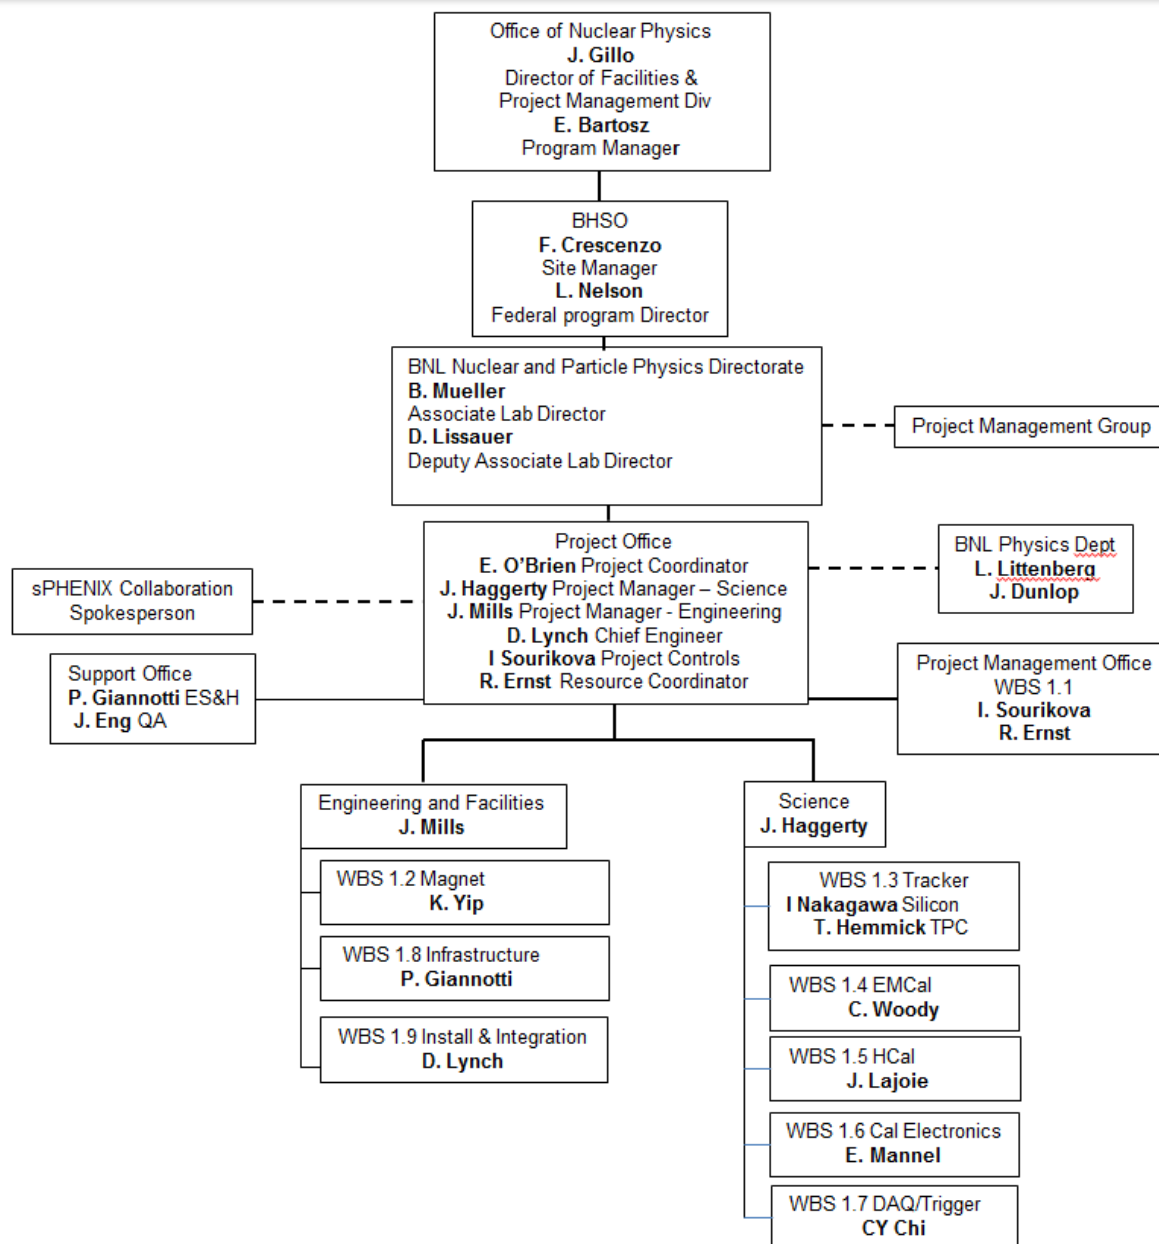 Office of Nuclear Physics
J. Gillo
Director of Facilities &
Project Management Div
E. Bartosz
Program Manager
BHSO
F. Crescenzo
Site Manager
L. Nelson
Federal program Director
BNL Nuclear and Particle Physics Directorate
B. Mueller
Associate Lab Director
D. Lissauer
Deputy Associate Lab Director
Project Management Group
Project Office
E. O'Brien Project Coordinator
J. Haggerty Project Manager – Science
J. Mills Project Manager - Engineering
D. Lynch Chief Engineer
I Sourikova Project Controls
R. Ernst Resource Coordinator
BNL Physics Dept
L. Littenberg
J. Dunlop
sPHENIX Collaboration
Spokesperson
Support Office
P. Giannotti ES&H
J. Eng QA
Project Management Office
WBS 1.1
I. Sourikova
R. Ernst
Engineering and Facilities
J. Mills
WBS 1.2 Magnet
K. Yip
WBS 1.8 Infrastructure
P. Giannotti
WBS 1.9 Install & Integration
D. Lynch
Science
J. Haggerty
WBS 1.3 Tracker
I Nakagawa Silicon
T. Hemmick TPC
WBS 1.4 EMCal
C. Woody
WBS 1.5 HCal
J. Lajoie
WBS 1.6 Cal Electronics
E. Mannel
WBS 1.7 DAQ/Trigger
CY Chi